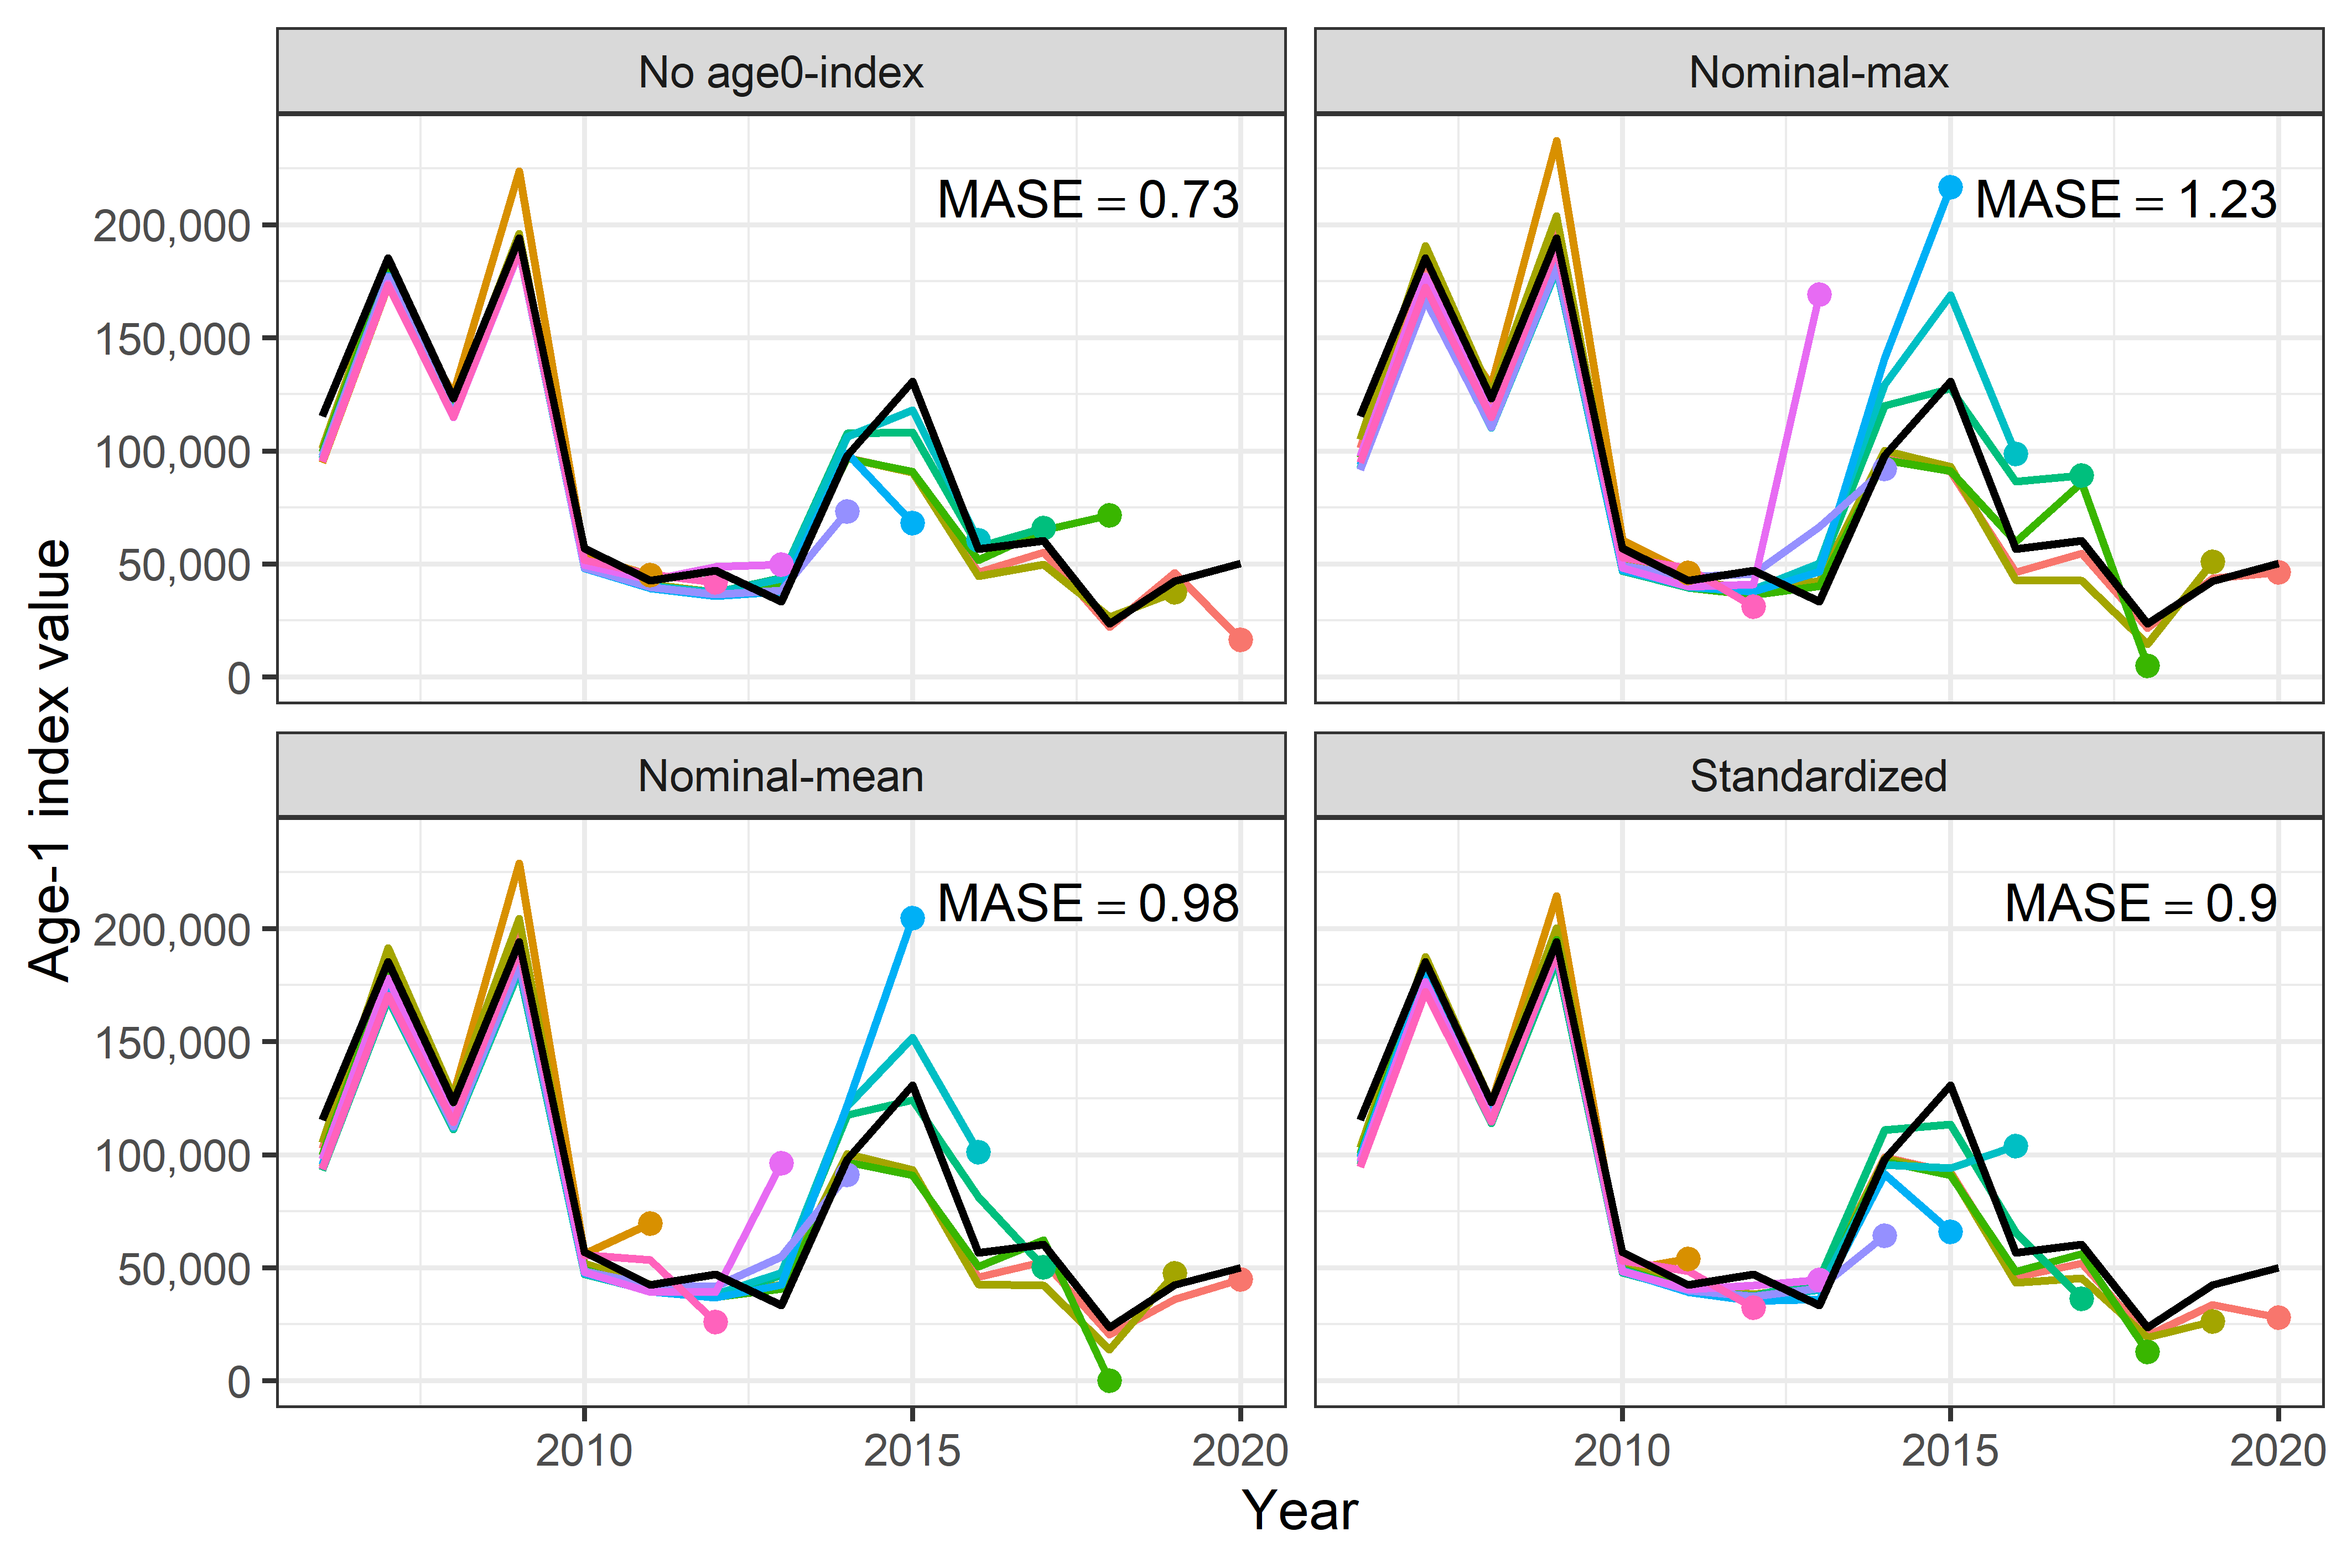 No age0-index
Nominal-max
MASE = 0.73
MASE = 1.23
200,000
150,000
100,000
50,000
0
Nominal-mean
Standardized
MASE = 0.98
MASE = 0.9
200,000
150,000
100,000
50,000
0
Age-1 index value
2010
2015
2020
2010
2015
2020
Year